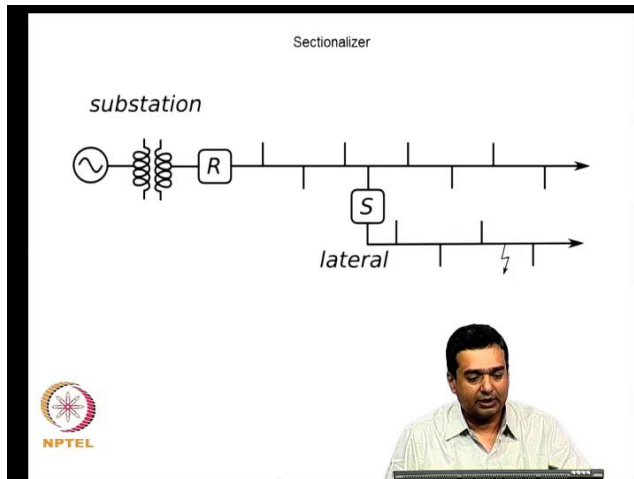 Sectionalizer
substation
R
S
lateral
NPTEL